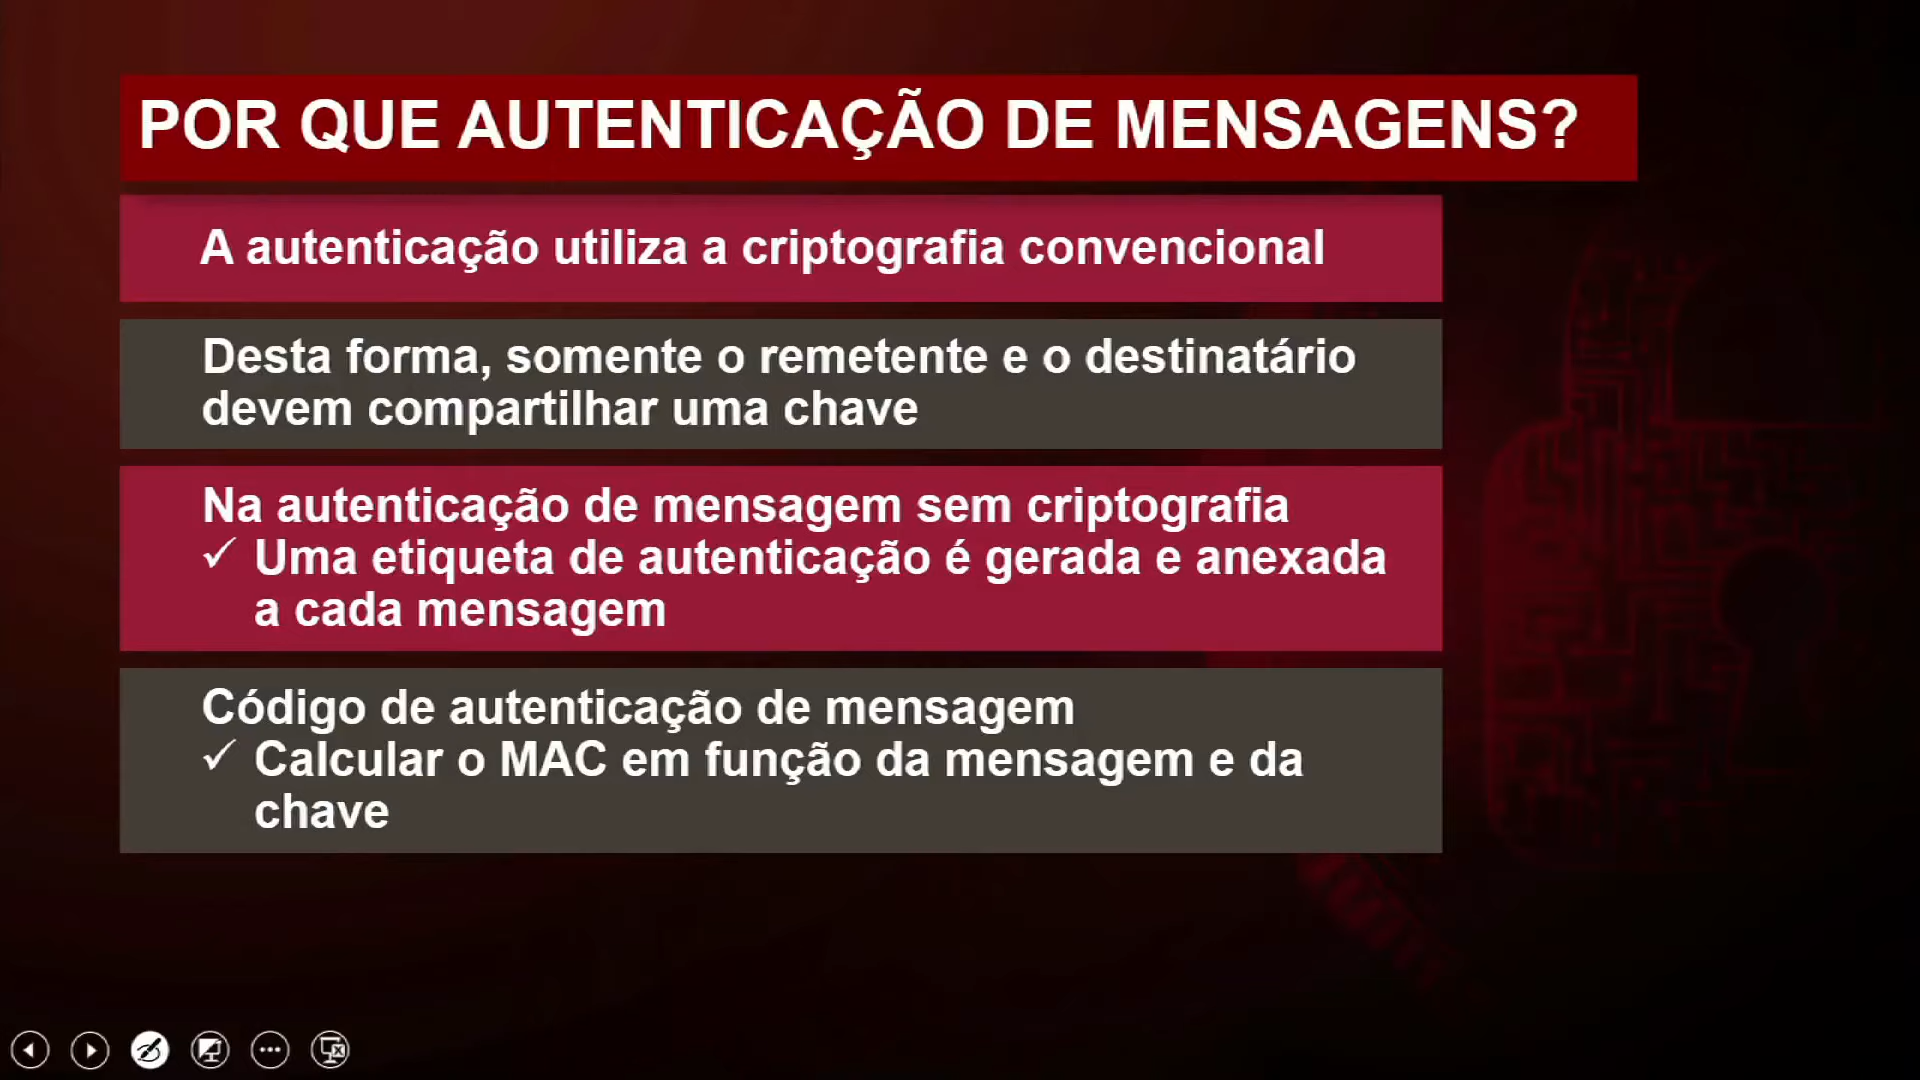 POR QUE AUTENTICAÇÃO DE MENSAGENS?
A autenticação utiliza a criptografia convencional
Desta forma, somente o remetente e o destinatário
devem compartilhar uma chave
Na autenticação de mensagem sem criptografia
✓ Uma etiqueta de autenticação é gerada e anexada
a cada mensagem
Código de autenticação de mensagem
✓ Calcular o MAC em função da mensagem e da
chave